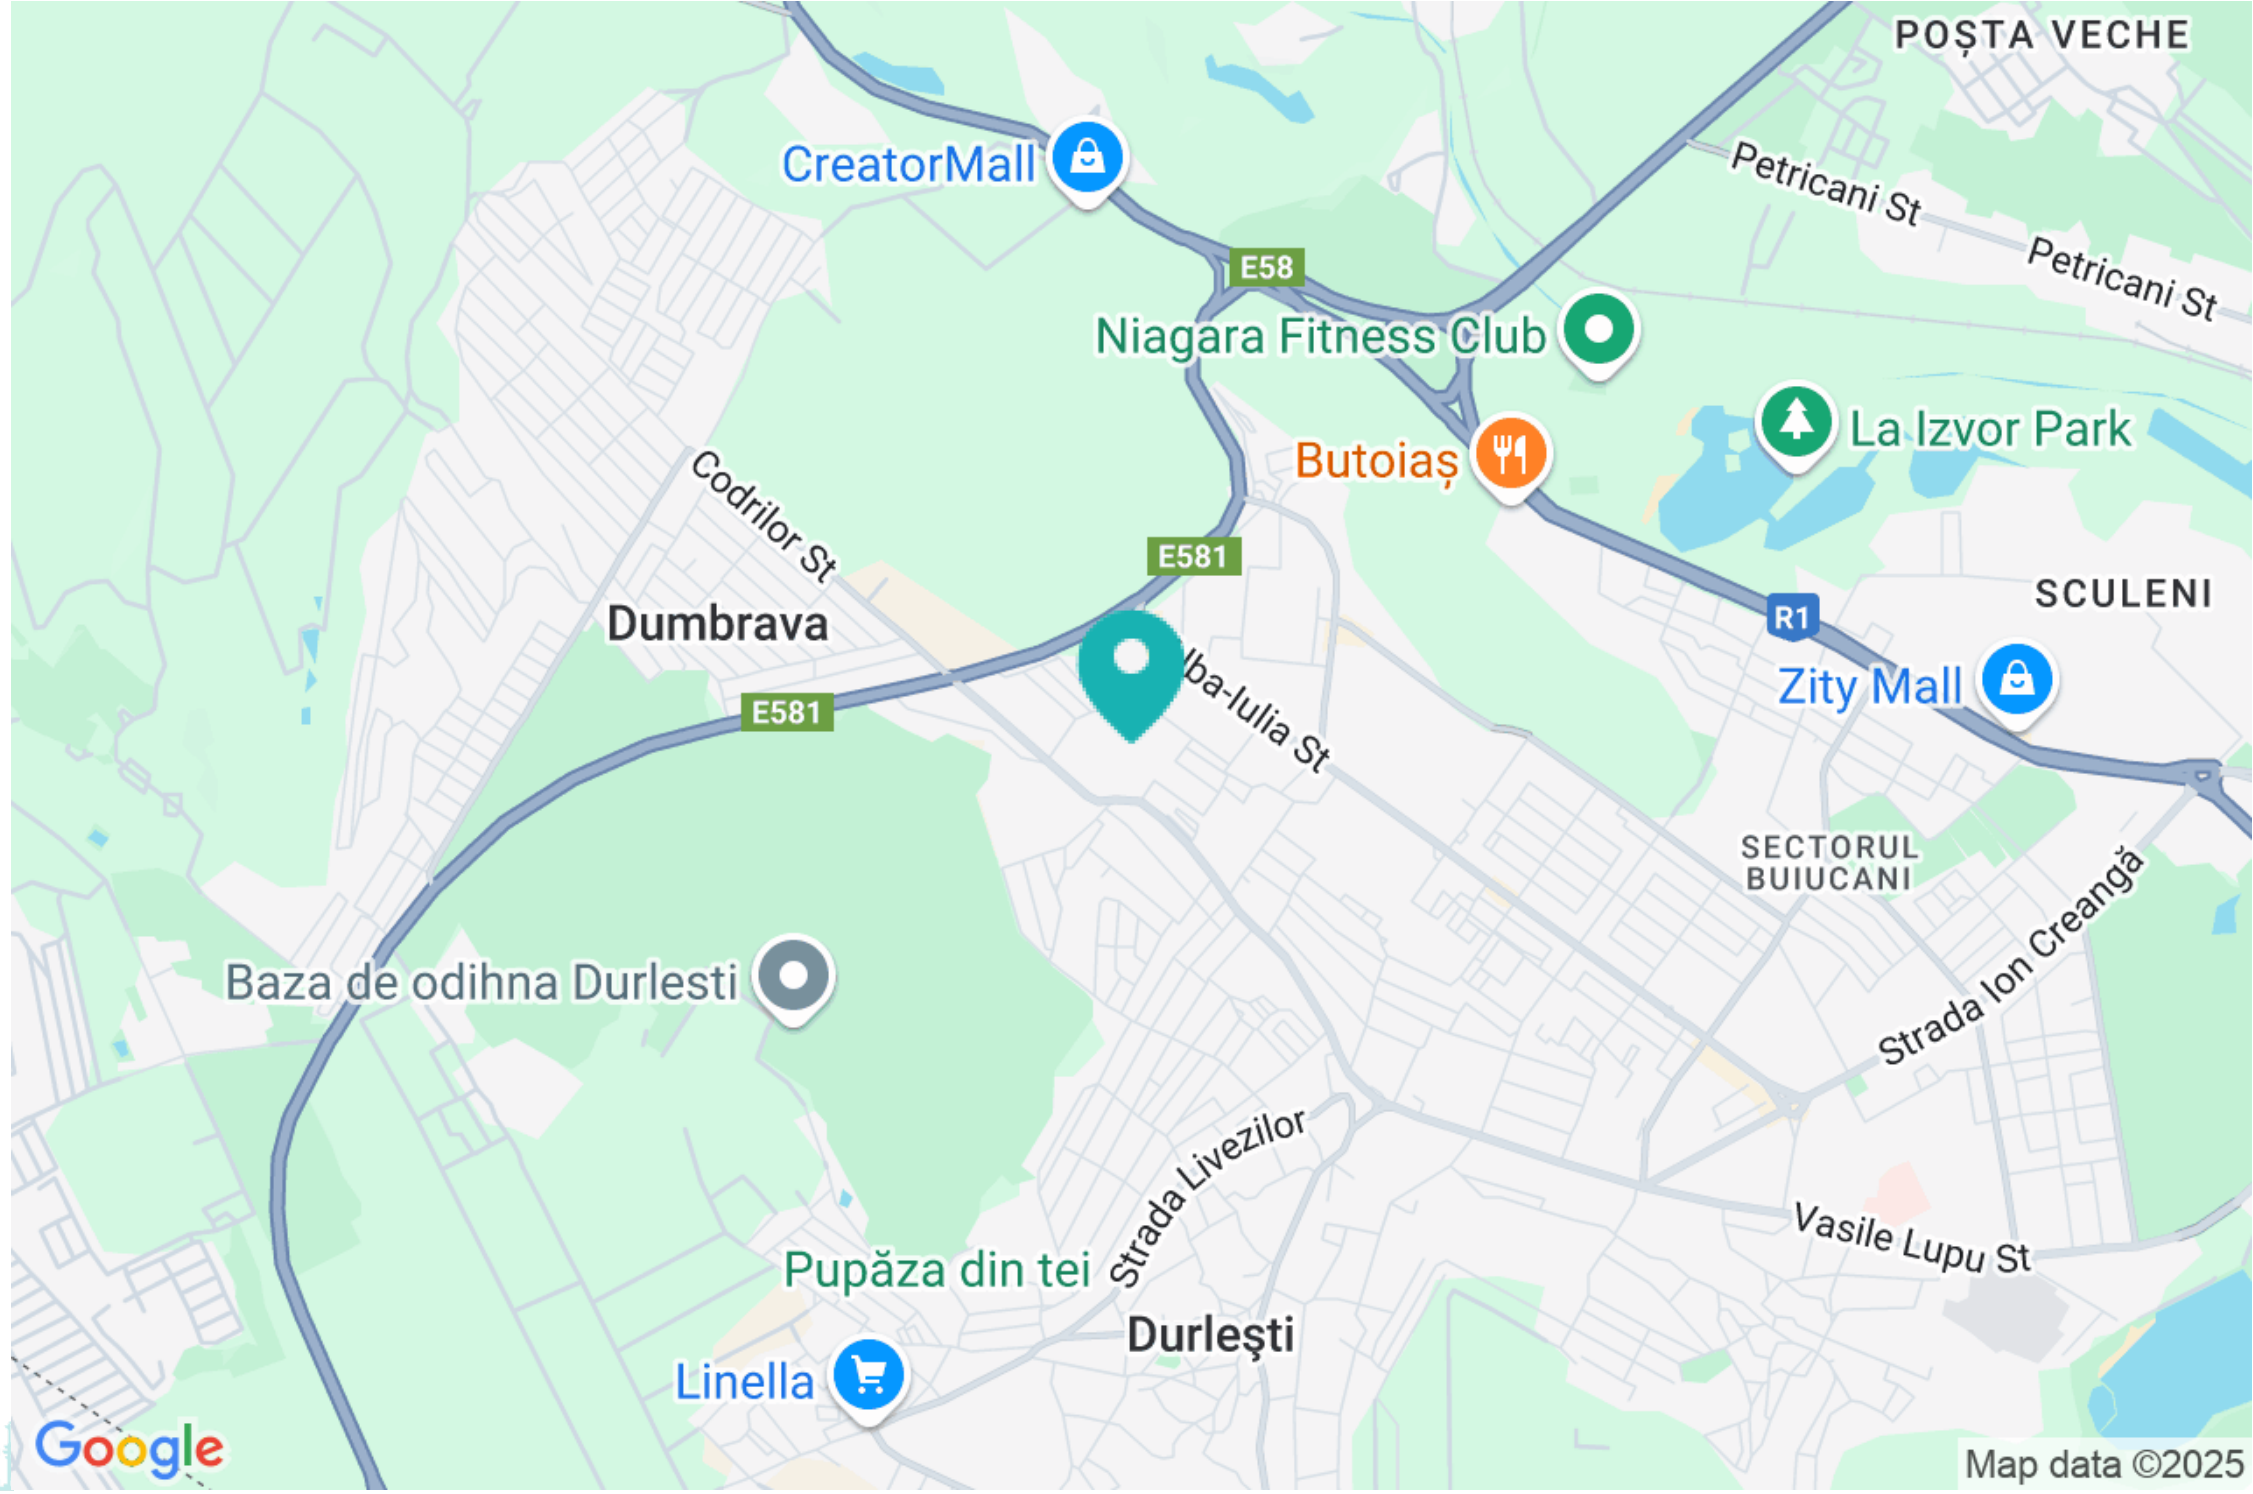 POȘTA VECHE
CreatorMall
Petricani St
Petricani St
E58
Niagara Fitness Club
La Izvor Park
Butoiaș
Codrilor St
E581
SCULENI
Dumbrava
R1
lba-Iulia St
Zity Mall
E581
SECTORUL
BUIUCANI
Strada Ion Creangă
Baza de odihna Durlesti
Strada Livezilor
Vasile Lupu St
Pupăza din tei
Durleşti
Linella
Google
Map data ©2025